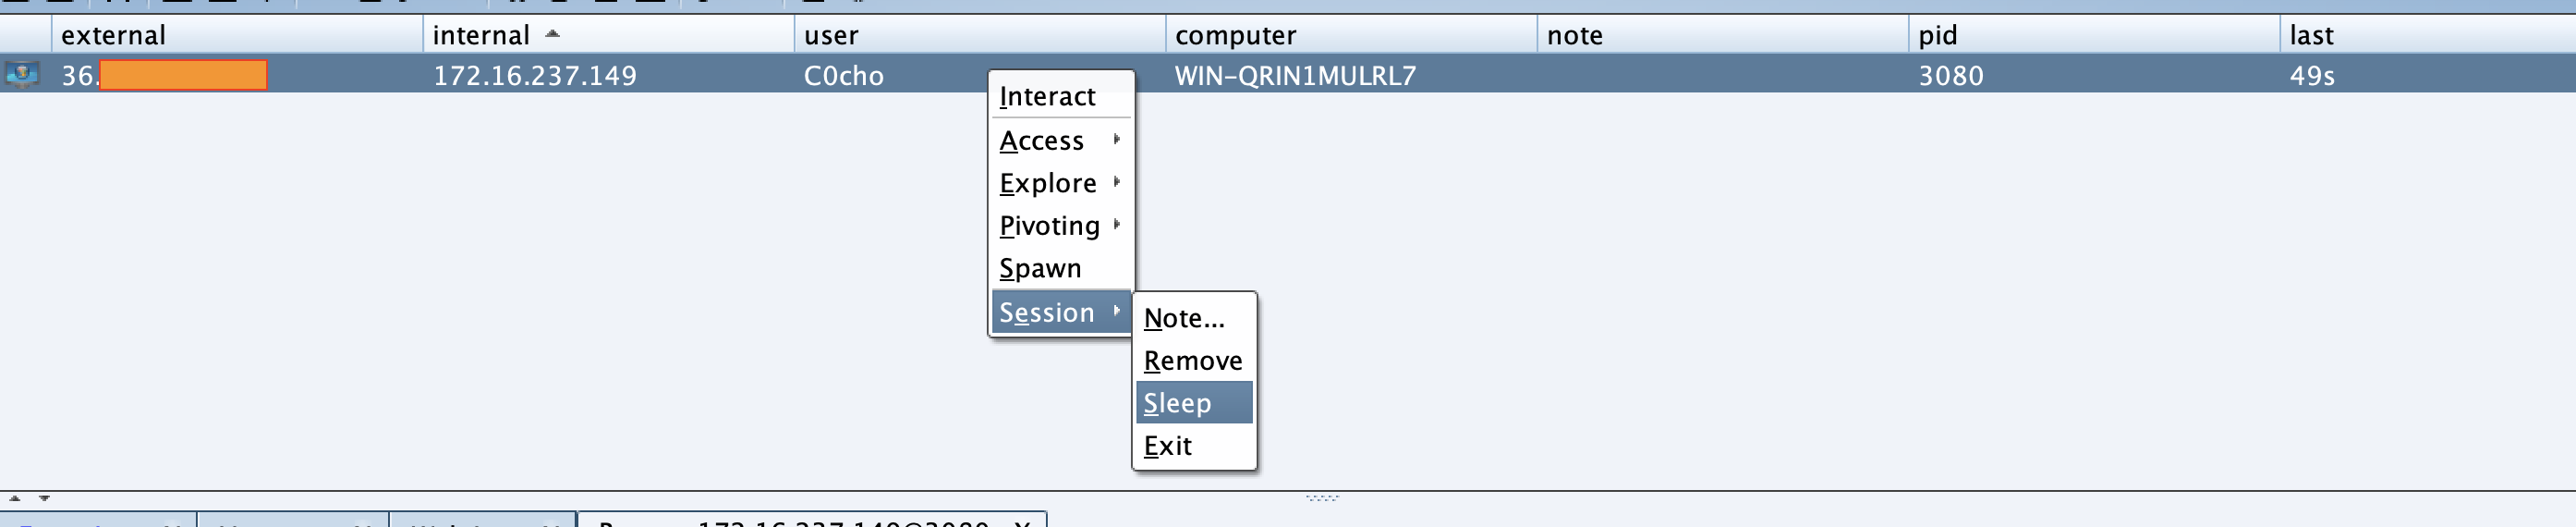 external internal user computer note pid last
36. 172.16.237.149 C0cho WIN-QRIN1MULRL7 3080 49s
Interact
Access
Explore
Pivoting
Spawn
Session
Note...
Remove
Sleep
Exit
172.16.237.149@3080 X